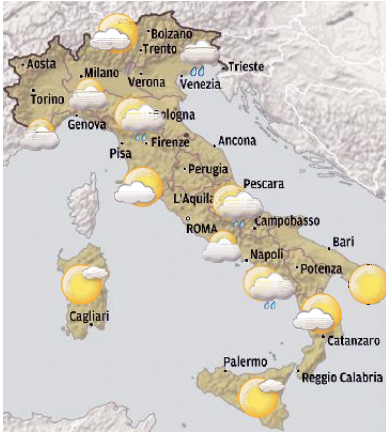 Bolzano
Trento
Aosta
Milano
Trieste
Verona
Venezia
Torino
Bologna
Genova
Pisa
Firenze
Ancona
Perugia
Pescara
L'Aquila
ROMA
Campobasso
Bari
Napoli
Potenza
Cagliari
Catanzaro
Palermo
Reggio Calabria